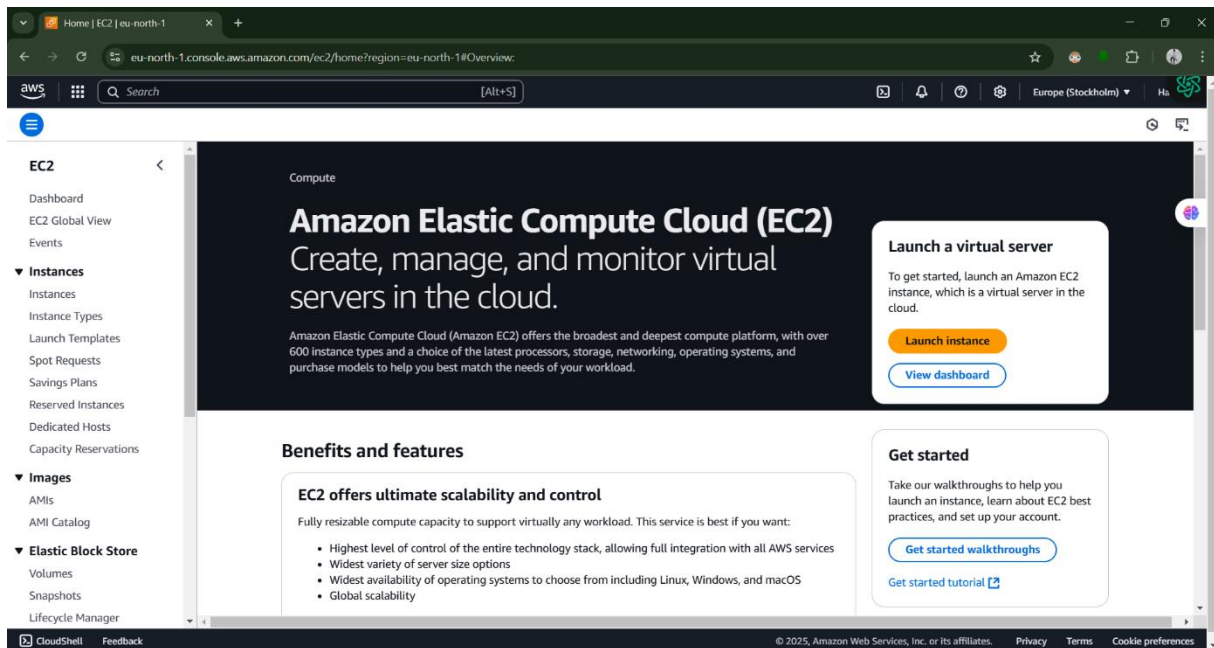 Home | EC2 | eu-north-1
eu-north-1.console.aws.amazon.com/ec2/home?region=eu-north-1#Overview:
aws
Search
[Alt+S]
Europe (Stockholm)
Ha
EC2
Dashboard
EC2 Global View
Events
Instances
Instances
Instance Types
Launch Templates
Spot Requests
Savings Plans
Reserved Instances
Dedicated Hosts
Capacity Reservations
Images
AMIs
AMI Catalog
Elastic Block Store
Volumes
Snapshots
Lifecycle Manager
Compute
Amazon Elastic Compute Cloud (EC2)
Create, manage, and monitor virtual
servers in the cloud.
Amazon Elastic Compute Cloud (Amazon EC2) offers the broadest and deepest compute platform, with over
600 instance types and a choice of the latest processors, storage, networking, operating systems, and
purchase models to help you best match the needs of your workload.
Launch a virtual server
To get started, launch an Amazon EC2
instance, which is a virtual server in the
cloud.
Launch instance
View dashboard
Benefits and features
EC2 offers ultimate scalability and control
Fully resizable compute capacity to support virtually any workload. This service is best if you want:
• Highest level of control of the entire technology stack, allowing full integration with all AWS services
• Widest variety of server size options
• Widest availability of operating systems to choose from including Linux, Windows, and macOS
• Global scalability
Get started
Take our walkthroughs to help you
launch an instance, learn about EC2 best
practices, and set up your account.
Get started walkthroughs
Get started tutorial
CloudShell
Feedback
© 2025, Amazon Web Services, Inc. or its affiliates.
Privacy
Terms
Cookie preferences